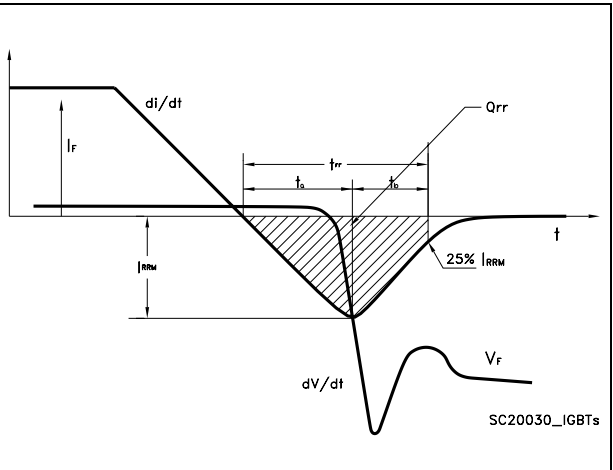 di/dt
Qrr
IF
trr
ta
tb
t
IRRM
25% IRRM
dV/dt
VF
SC20030_IGBTs